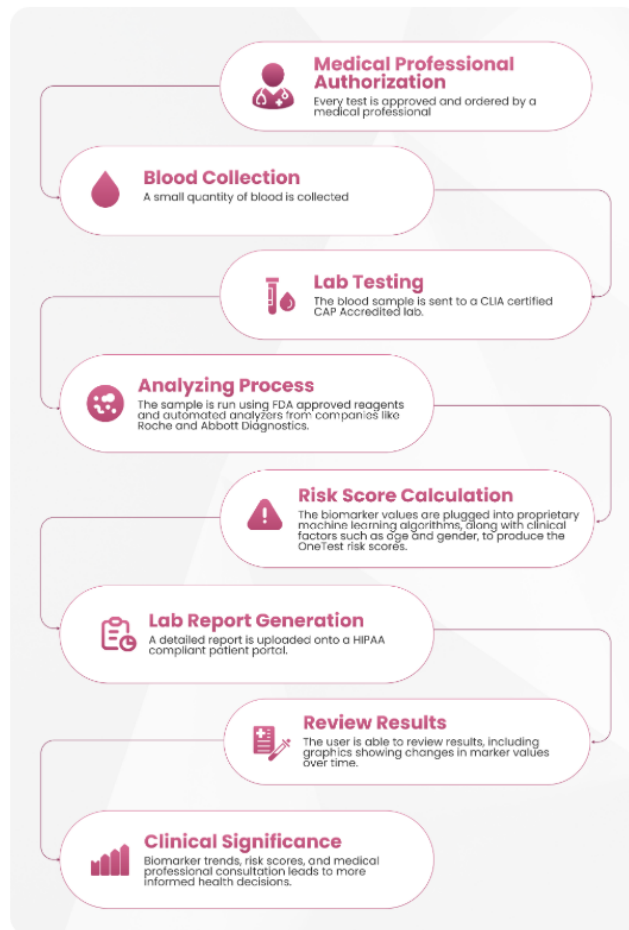 Medical Professional
Authorization
Every test is approved and ordered by a
medical professional
Blood Collection
A small quantity of blood is collected
Lab Testing
The blood sample is sent to a CLIA certified
CAP Accredited lab.
Analyzing Process
The sample is run using FDA approved reagents
and automated analyzers from companies like
Roche and Abbott Diagnostics.
Risk Score Calculation
The biomarker values are plugged into proprietary
machine learning algorithms, along with clinical
factors such as age and gender, to produce the
OneTest risk scores.
Lab Report Generation
A detailed report is uploaded onto a HIPAA
compliant patient portal.
Review Results
The user is able to review results, including
graphics showing changes in marker values
over time.
Clinical Significance
Biomarker trends, risk scores, and medical
professional consultation leads to more
informed health decisions.